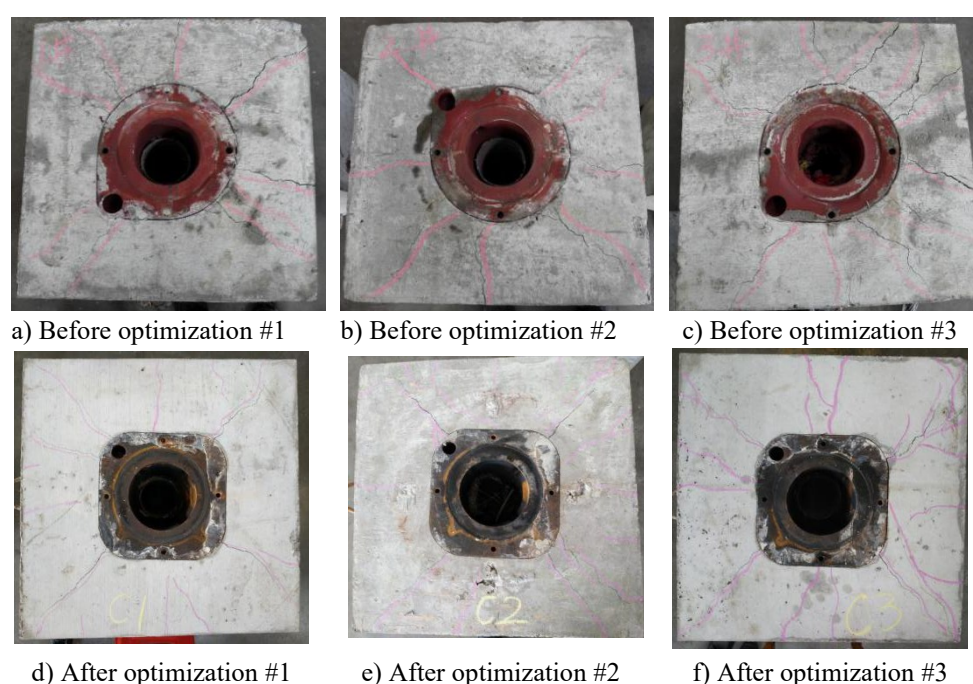 a) Before optimization #1
b) Before optimization #2
c) Before optimization #3
C1
C2
C3
d) After optimization #1
e) After optimization #2
f) After optimization #3